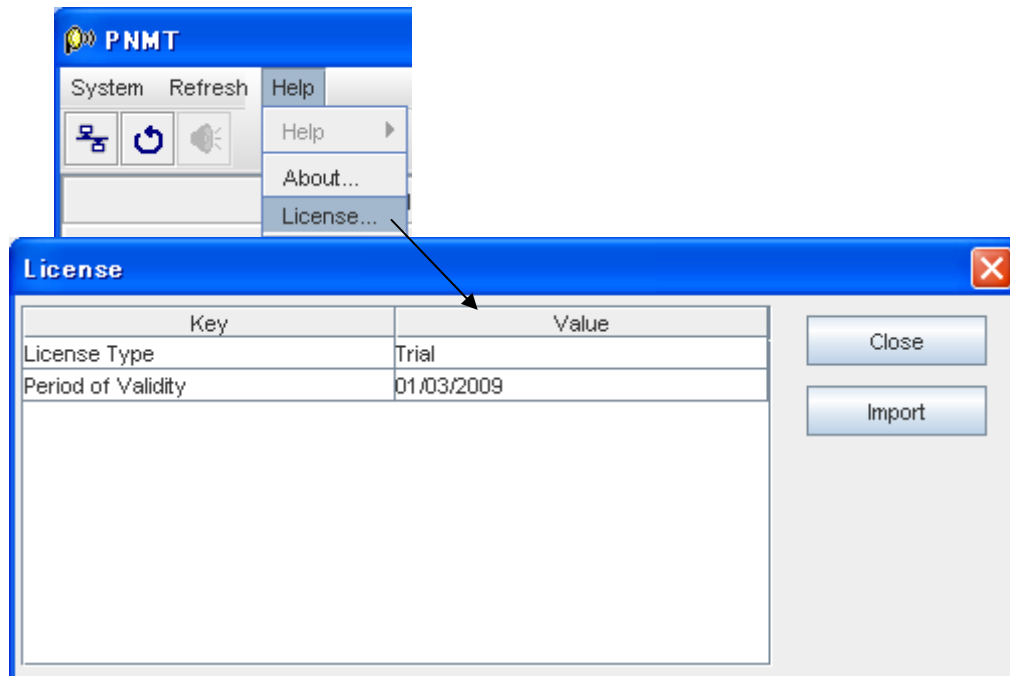 PNMT
System Refresh Help
Help
About...
License...
License
Key Value
License Type Trial
Period of Validity 01/03/2009
Close
Import